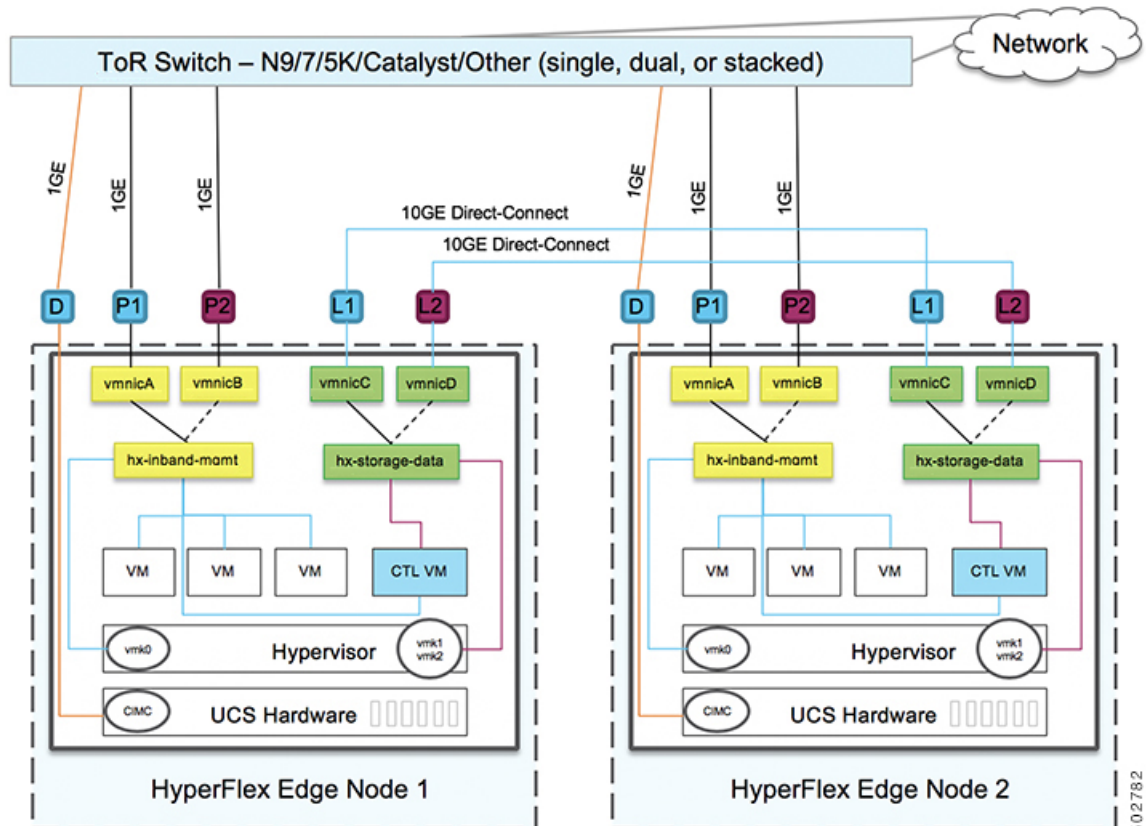 Network
ToR Switch – N9/7/5K/Catalyst/Other (single, dual, or stacked)
1GE
1GE
1GE
1GE
1GE
1GE
10GE Direct-Connect
10GE Direct-Connect
D
P1
P2
L1
L2
D
P1
P2
L1
L2
vmnicA
vmnicB
vmnicC
vmnicD
vmnicA
vmnicB
vmnicC
vmnicD
hx-inband-mgmt
hx-storage-data
hx-inband-mgmt
hx-storage-data
VM
VM
VM
CTL VM
VM
VM
VM
CTL VM
vmk0
Hypervisor
vmk1
vmk2
vmk0
Hypervisor
vmk1
vmk2
CIMC
UCS Hardware
CIMC
UCS Hardware
HyperFlex Edge Node 1
HyperFlex Edge Node 2